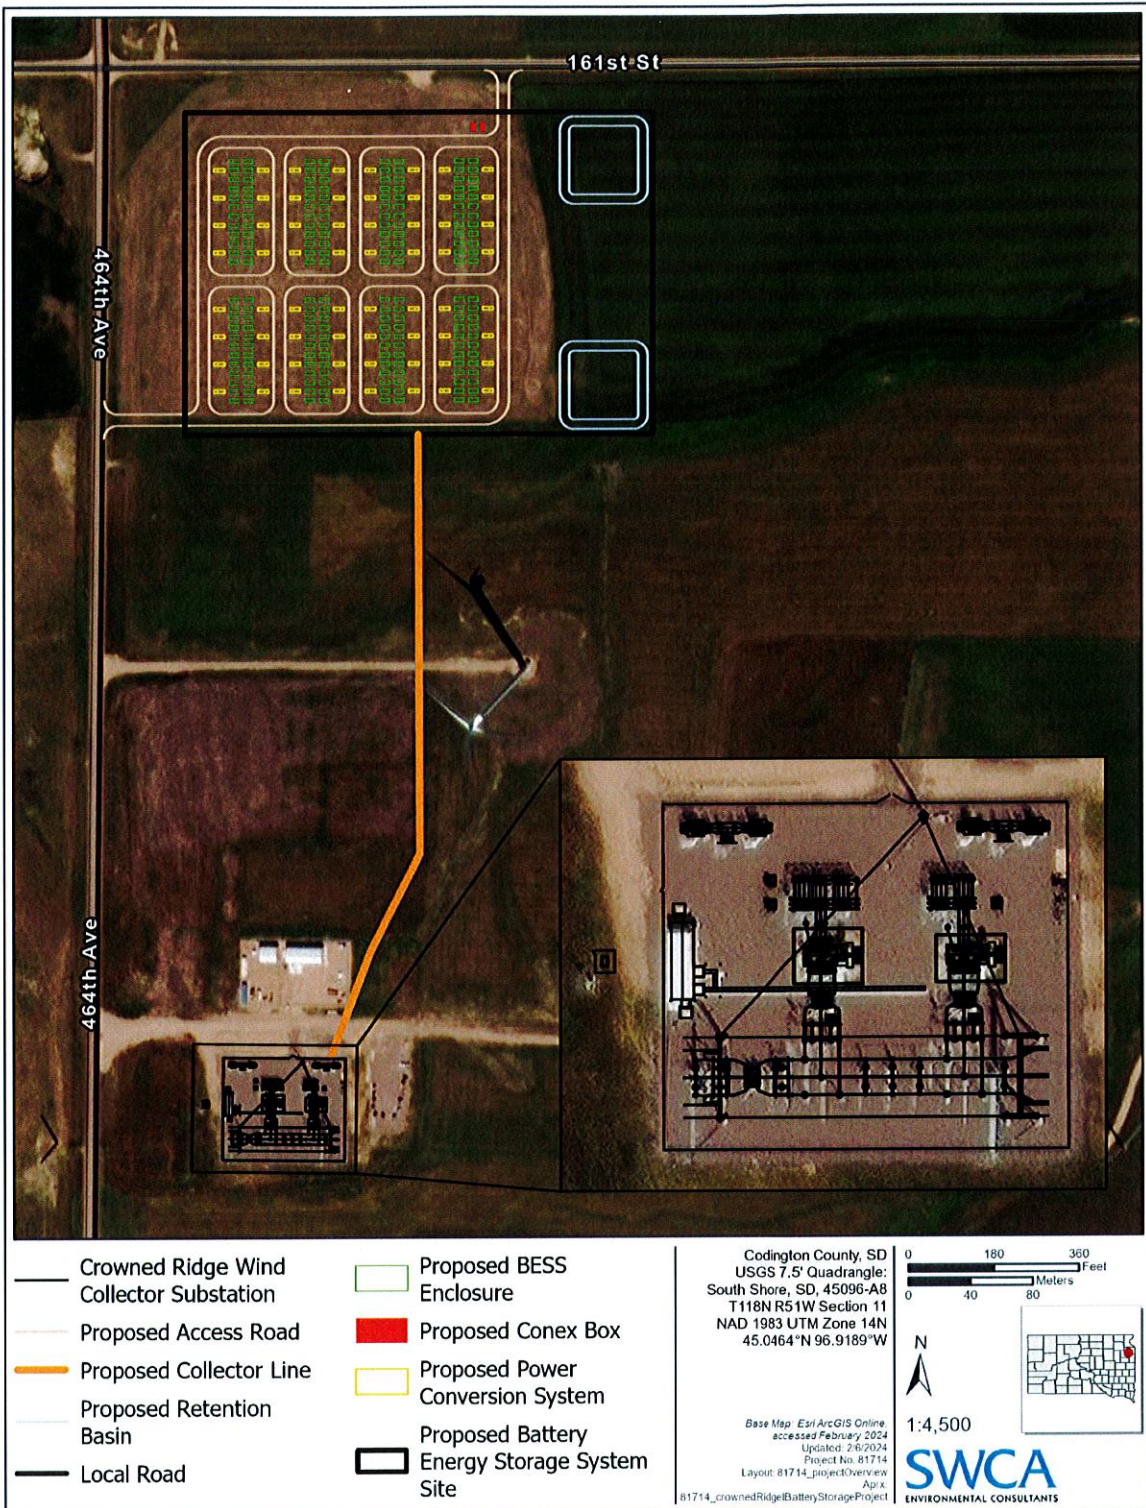 161st St
464th Ave
464th Ave
Crowned Ridge Wind
Collector Substation
Proposed Access Road
Proposed Collector Line
Proposed Retention
Basin
Local Road
Proposed BESS
Enclosure
Proposed Conex Box
Proposed Power
Conversion System
Proposed Battery
Energy Storage System
Site
Codington County, SD
USGS 7.5' Quadrangle:
South Shore, SD, 45096-A8
T118N R51W Section 11
NAD 1983 UTM Zone 14N
45.0464°N 96.9189°W
Base Map: Esri ArcGIS Online,
accessed February 2024
Updated: 2/6/2024
Project No. 81714
Layout: 81714_projectOverview
Aprx:
81714_crownedRidgeIBatteryStorageProject
0 180 360
Feet
Meters
0 40 80
N
1:4,500
SWCA
ENVIRONMENTAL CONSULTANTS